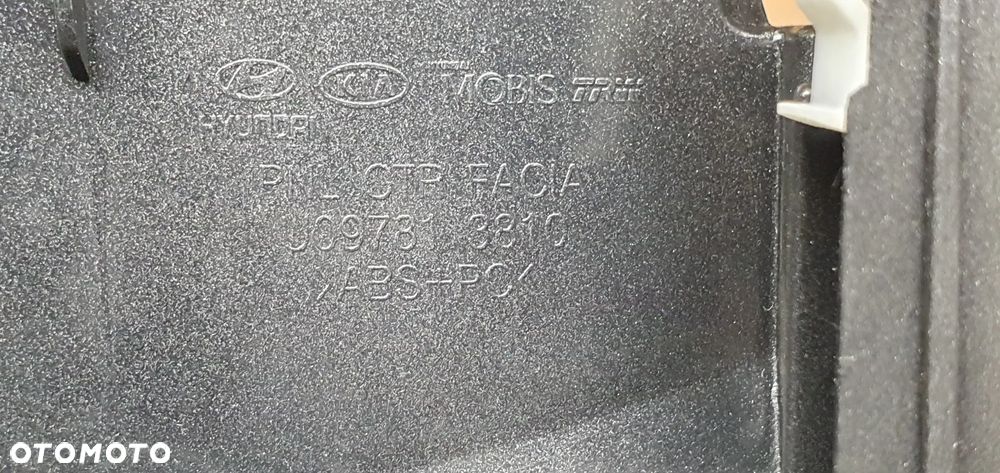 KIA MOBIS TRW
HYUNDAI
PNL CTR FACIA
>ABS+PC<
OTOMOTO